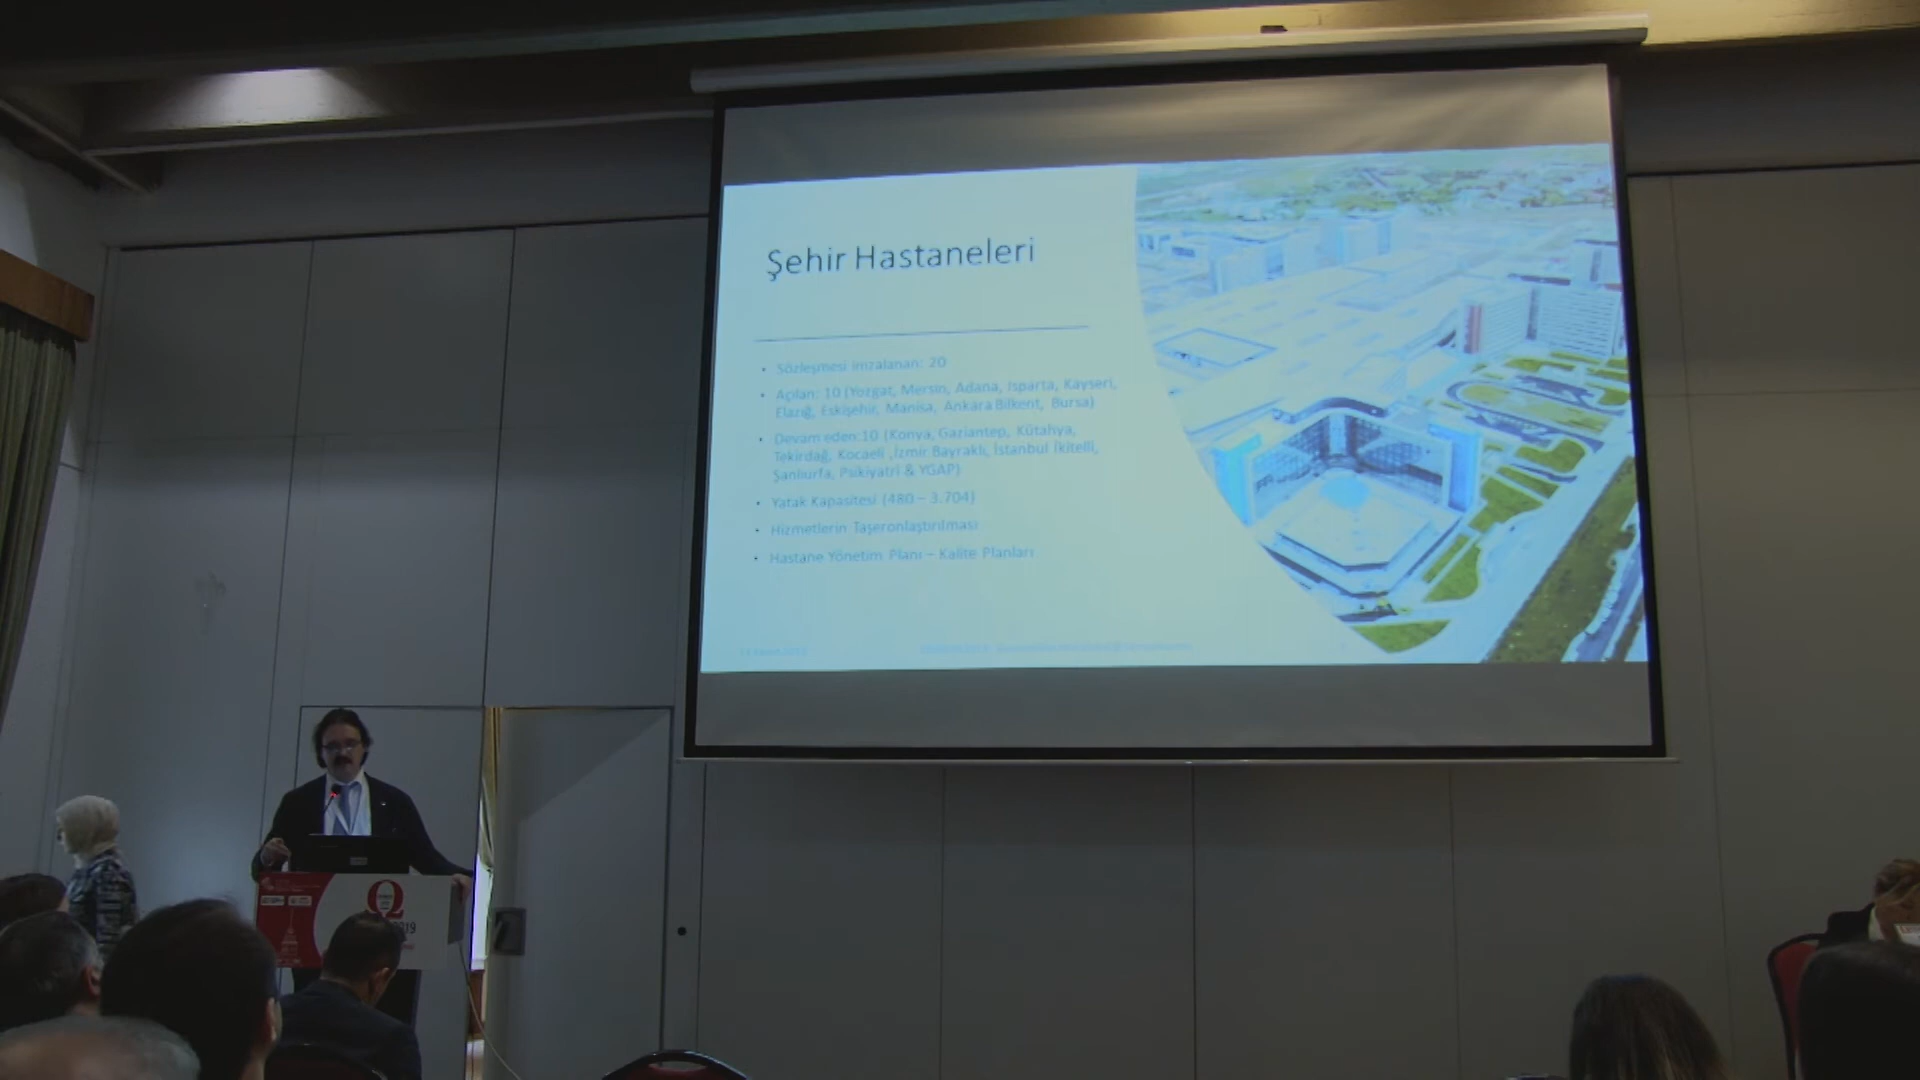 Şehir Hastaneleri
• Sözleşmesi imzalanan: 20
• Açılan: 10 (Yozgat, Mersin, Adana, Isparta, Kayseri,
Elazığ, Eskişehir, Manisa, Ankara Bilkent, Bursa)
• Devam eden:10 (Konya, Gaziantep, Kütahya,
Tekirdağ, Kocaeli ,İzmir Bayraklı, İstanbul İkitelli,
Şanlıurfa, Psikiyatri & YGAP)
• Yatak Kapasitesi (480 – 3.704)
• Hizmetlerin Taşeronlaştırılması
• Hastane Yönetim Planı – Kalite Planları